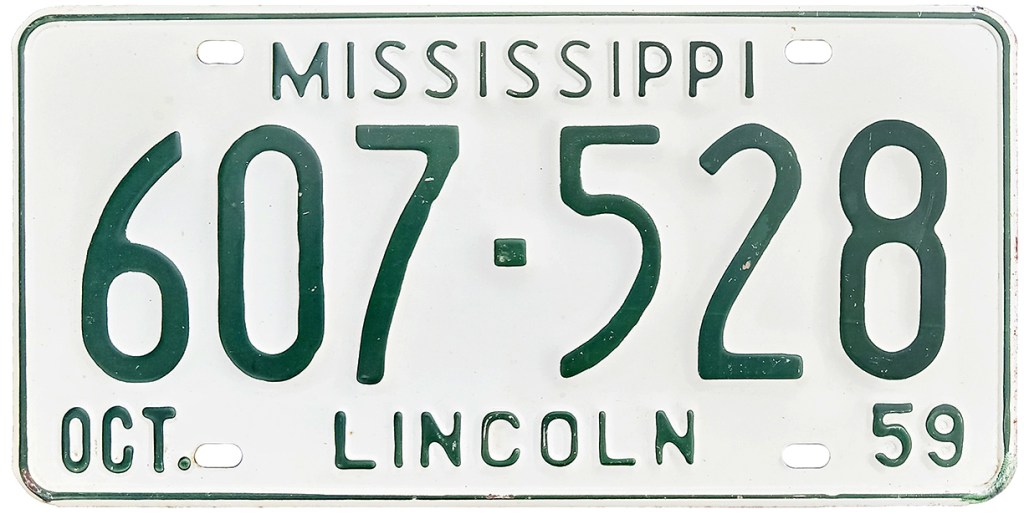 MISSISSIPPI
607·528
OCT. LINCOLN 59